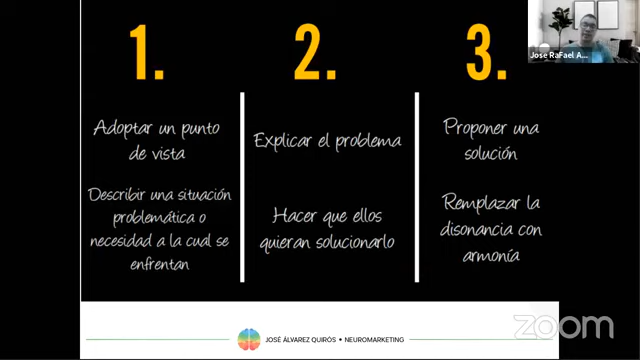 1.
Adoptar un punto
de vista
Describir una situación
problemática o
necesidad a la cual se
enfrentan
2.
Explicar el problema
Hacer que ellos
quieran solucionarlo
3.
Proponer una
solución
Remplazar la
disonancia con
armonía
Jose RaFael A...
zoom
JOSÉ ÁLVAREZ QUIRÓS • NEUROMARKETING